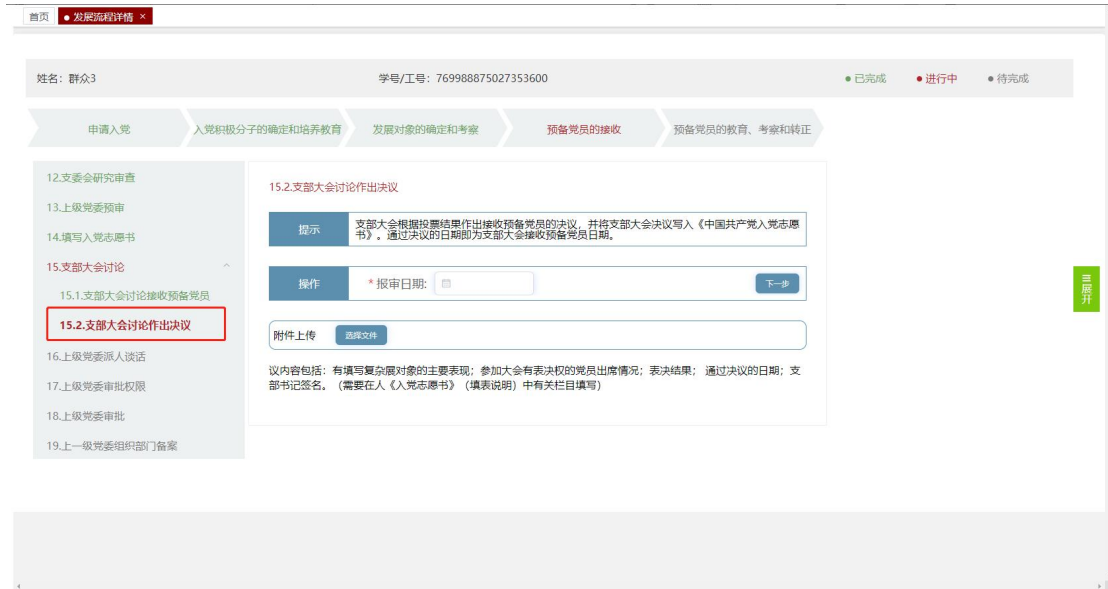 首页 ● 发展流程详情 ×
姓名: 群众3 学号/工号: 769988875027353600 ● 已完成 ● 进行中 ● 待完成
申请入党 入党积极分子的确定和培养教育 发展对象的确定和考察 预备党员的接收 预备党员的教育、考察和转正
12.支委会研究审查
13.上级党委预审
14.填写入党志愿书
15.支部大会讨论
15.1.支部大会讨论接收预备党员
15.2.支部大会讨论作出决议
16.上级党委派人谈话
17.上级党委审批权限
18.上级党委审批
19.上一级党委组织部门备案
15.2.支部大会讨论作出决议
提示
支部大会根据投票结果作出接收预备党员的决议，并将支部大会决议写入《中国共产党入党志愿
书》。通过决议的日期即为支部大会接收预备党员日期。
操作 * 报审日期: 下一步
附件上传 选择文件
议内容包括：有填写复杂展对象的主要表现；参加大会有表决权的党员出席情况；表决结果； 通过决议的日期；支
部书记签名。（需要在人《入党志愿书》（填表说明）中有关栏目填写）
展开